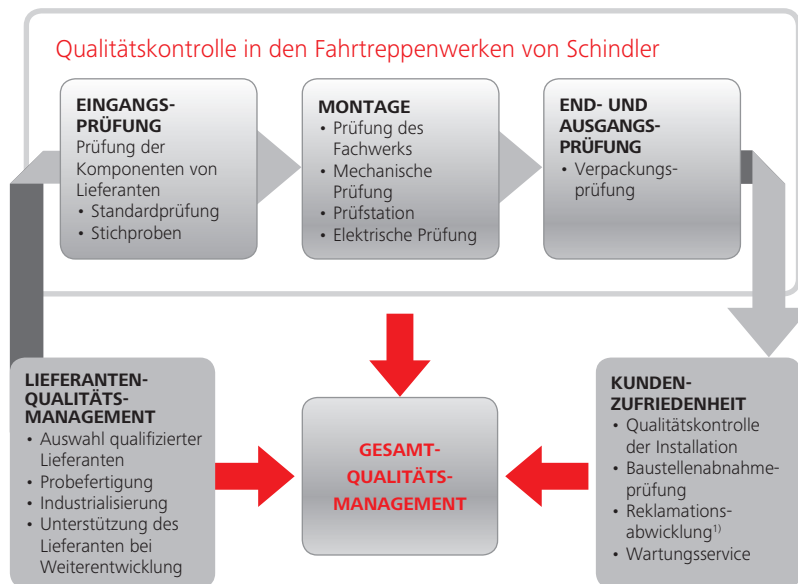 Qualitätskontrolle in den Fahrtreppenwerken von Schindler
EINGANGS-
PRÜFUNG
Prüfung der
Komponenten von
Lieferanten
• Standardprüfung
• Stichproben
MONTAGE
• Prüfung des
Fachwerks
• Mechanische
Prüfung
• Prüfstation
• Elektrische Prüfung
END- UND
AUSGANGS-
PRÜFUNG
• Verpackungs-
prüfung
LIEFERANTEN-
QUALITÄTS-
MANAGEMENT
• Auswahl qualifizierter
Lieferanten
• Probefertigung
• Industrialisierung
• Unterstützung des
Lieferanten bei
Weiterentwicklung
GESAMT-
QUALITÄTS-
MANAGEMENT
KUNDEN-
ZUFRIEDENHEIT
• Qualitätskontrolle
der Installation
• Baustellenabnahme-
prüfung
• Reklamations-
abwicklung¹⁾
• Wartungsservice